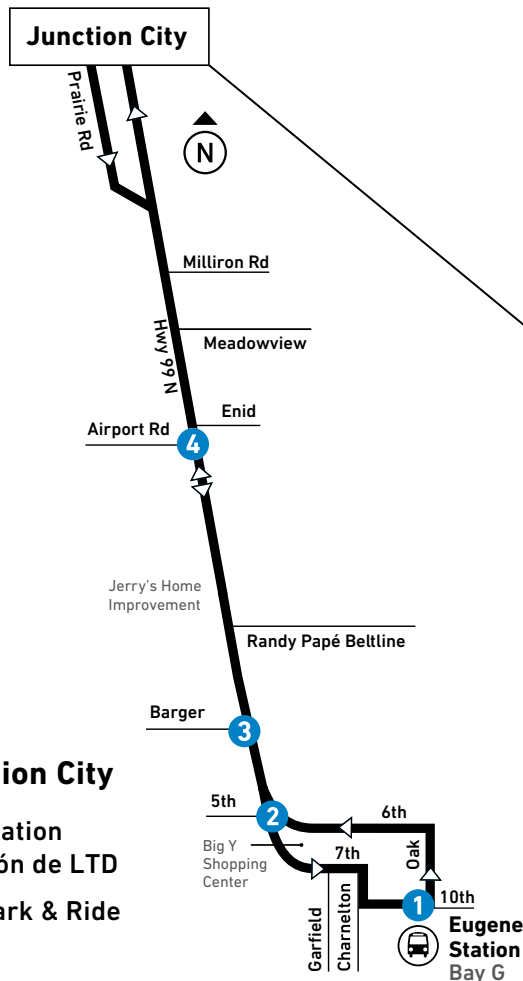 Junction City
Prairie Rd
N
Milliron Rd
Hwy 99 N
Meadowview
Enid
Airport Rd
4
Jerry's Home
Improvement
Randy Papé Beltline
Barger
3
ion City
5th
2
6th
ation
ón de LTD
Big Y
Shopping
Center
7th
Oak
ark & Ride
1
10th
Garfield
Charnelton
Eugene
Station
Bay G